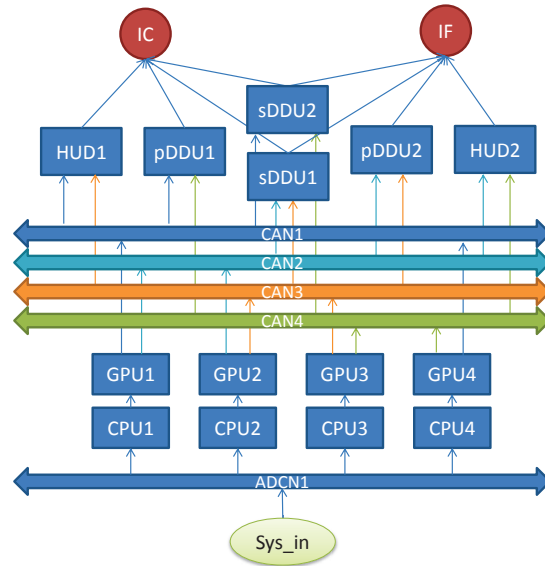 IC
IF
sDDU2
HUD1
pDDU1
sDDU1
pDDU2
HUD2
CAN1
CAN2
CAN3
CAN4
GPU1
GPU2
GPU3
GPU4
CPU1
CPU2
CPU3
CPU4
ADCN1
Sys_in